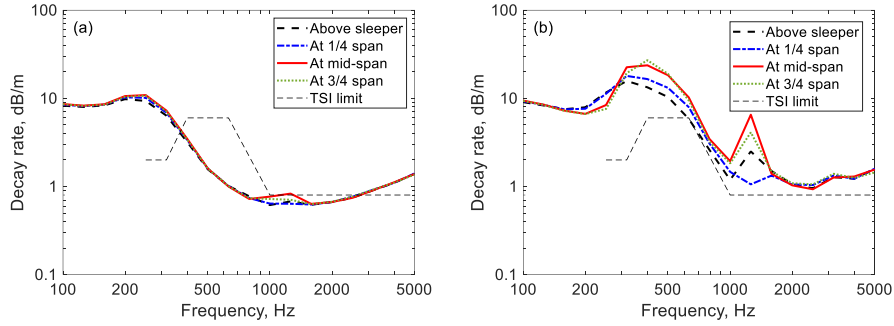 (a)
Above sleeper
At 1/4 span
At mid-span
At 3/4 span
TSI limit
100
10
1
0.1
Decay rate, dB/m
100 200 500 1000 2000 5000
Frequency, Hz
(b)
Above sleeper
At 1/4 span
At mid-span
At 3/4 span
TSI limit
100
10
1
0.1
Decay rate, dB/m
100 200 500 1000 2000 5000
Frequency, Hz